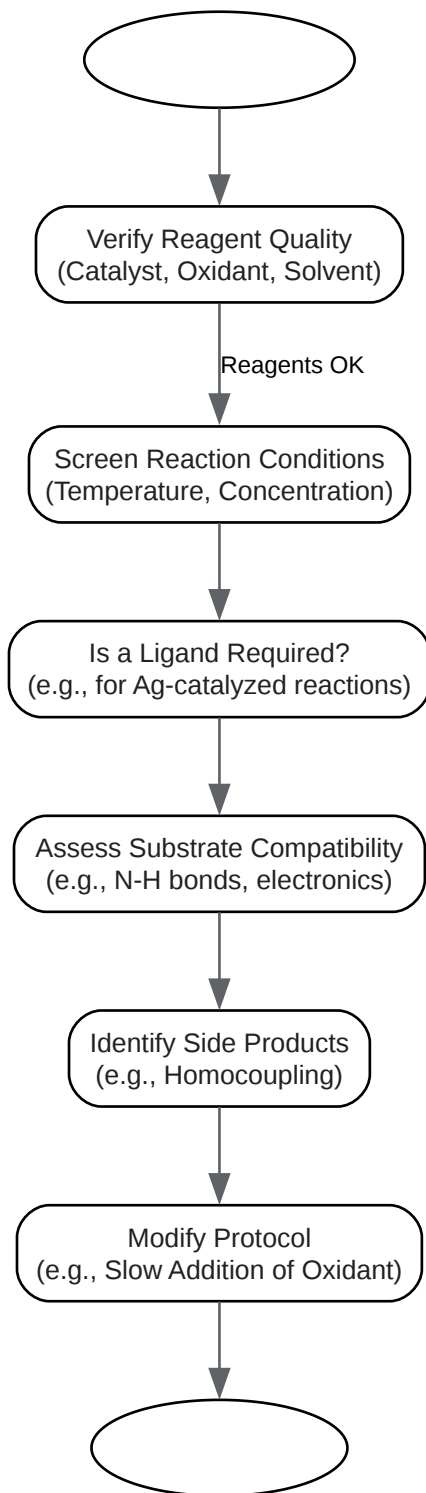 Verify Reagent Quality
(Catalyst, Oxidant, Solvent)
Reagents OK
Screen Reaction Conditions
(Temperature, Concentration)
Is a Ligand Required?
(e.g., for Ag-catalyzed reactions)
Assess Substrate Compatibility
(e.g., N-H bonds, electronics)
Identify Side Products
(e.g., Homocoupling)
Modify Protocol
(e.g., Slow Addition of Oxidant)